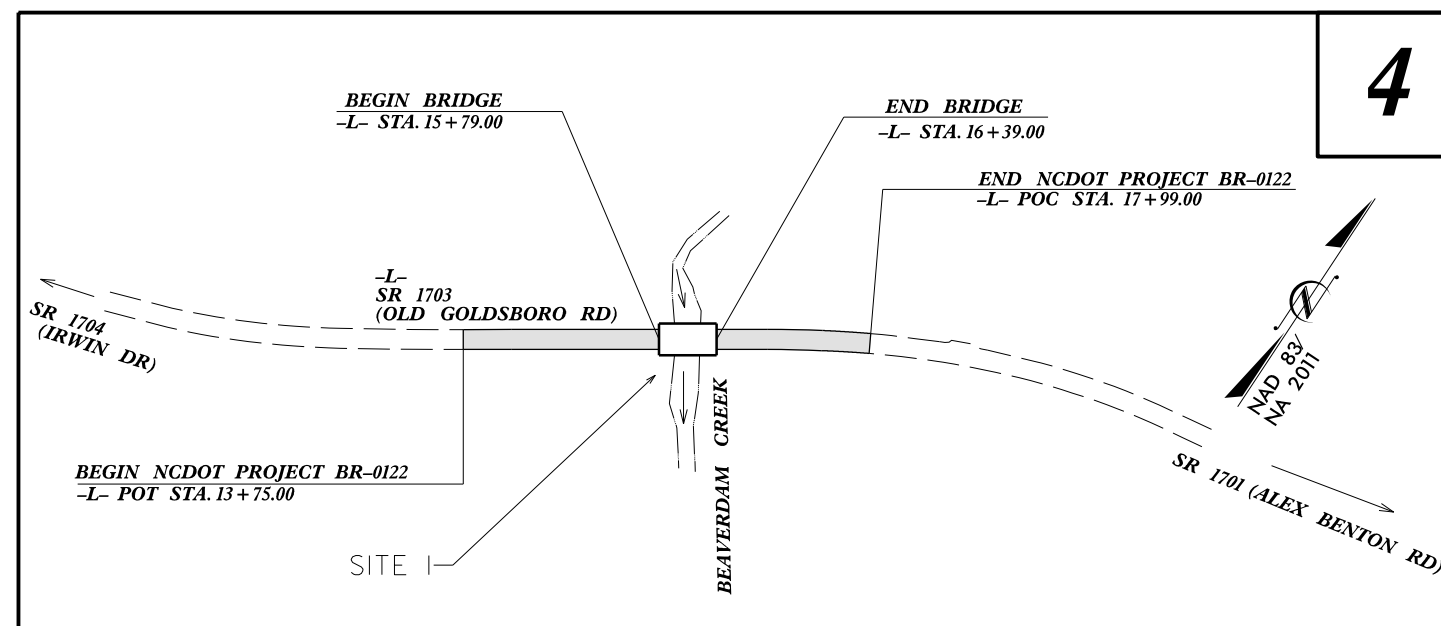 4
BEGIN BRIDGE
-L- STA. 15+79.00
END BRIDGE
-L- STA. 16+39.00
END NCDOT PROJECT BR-0122
-L- POC STA. 17+99.00
-L-
SR 1703
(OLD GOLDSBORO RD)
SR 1704
(IRWIN DR)
NAD 83/
NA 2011
BEAVERDAM CREEK
BEGIN NCDOT PROJECT BR-0122
-L- POT STA. 13+75.00
SR 1701 (ALEX BENTON RD)
SITE 1